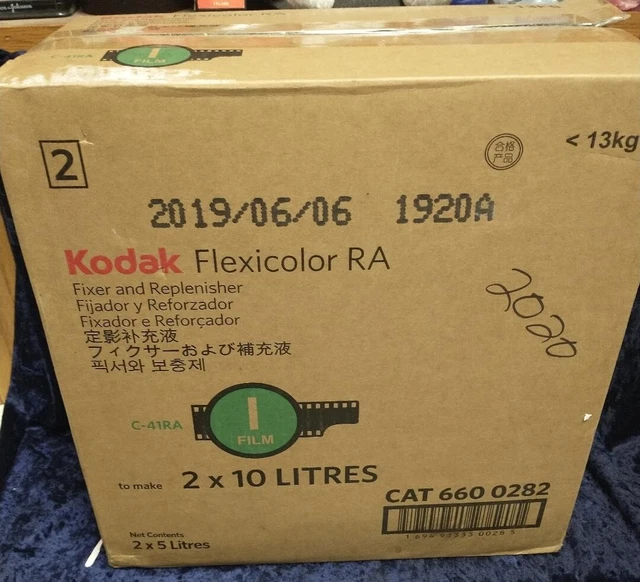 C-41RA
I
FILM
2
合格
产品
< 13kg
2019/06/06 1920A
Kodak Flexicolor RA
Fixer and Replenisher
Fijador y Reforzador
Fixador e Reforçador
定影补充液
フィクサーおよび補充液
픽서와 보충제
2020
C-41RA
I
FILM
to make 2 x 10 LITRES
CAT 660 0282
Net Contents
2 x 5 Litres